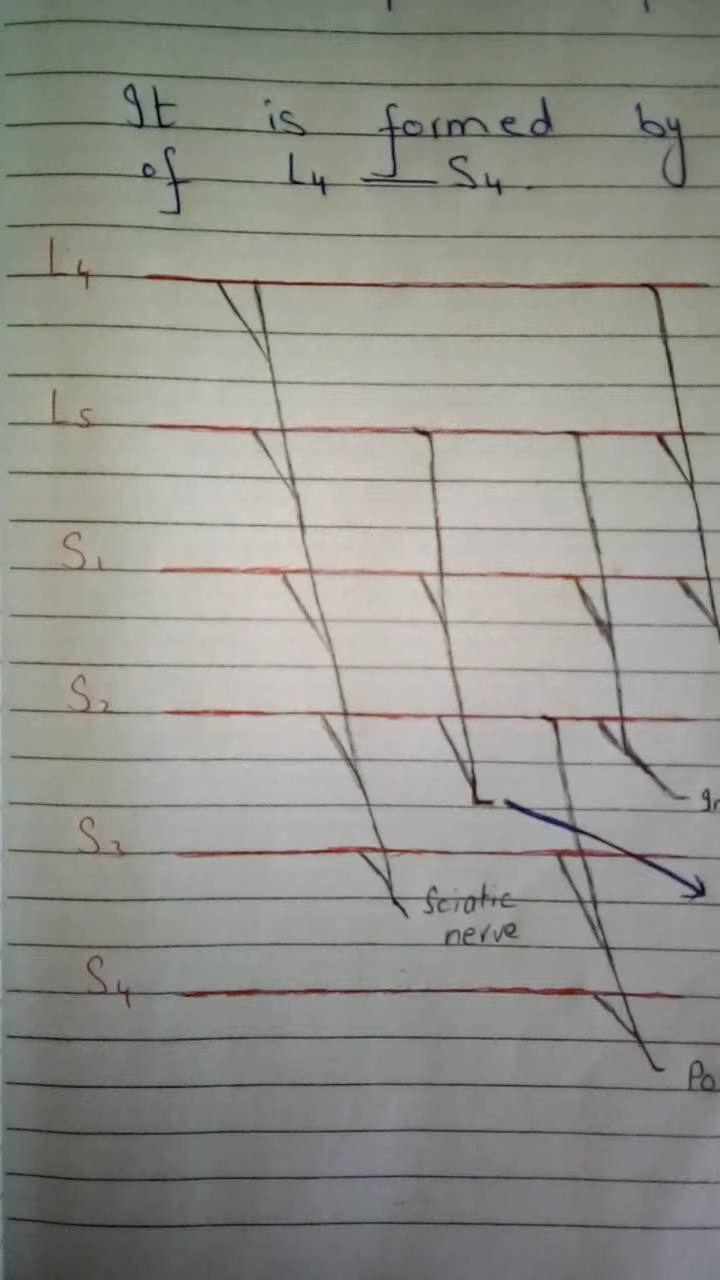 It is formed by
of L4 — S4.
L4
L5
S1
S2
S3
Sciatic
nerve
S4